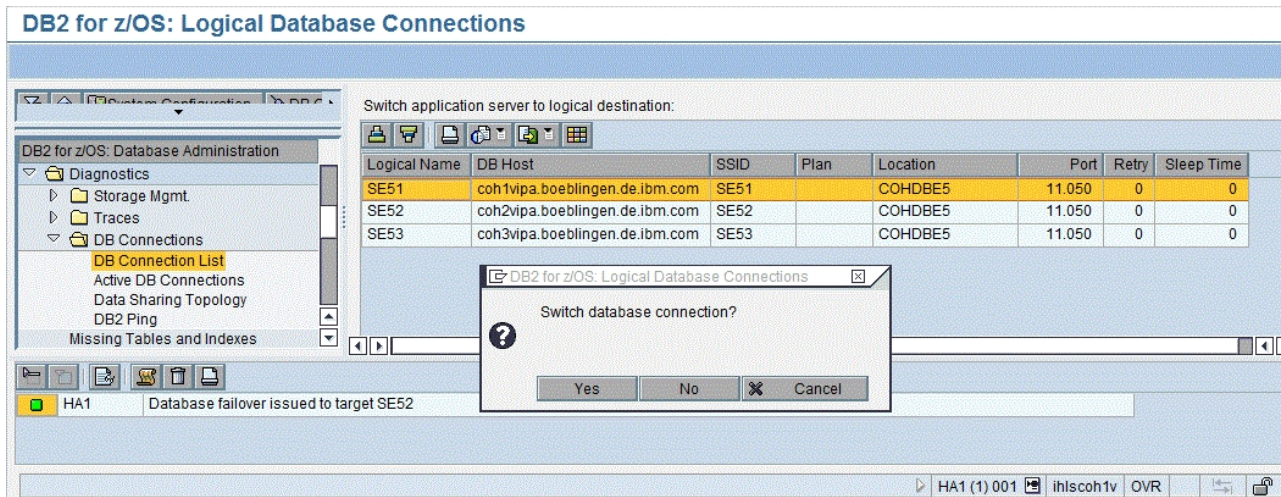 DB2 for z/OS: Logical Database Connections
System Configuration
Switch application server to logical destination:
DB2 for z/OS: Database Administration
Diagnostics
Storage Mgmt.
Traces
DB Connections
DB Connection List
Active DB Connections
Data Sharing Topology
DB2 Ping
Missing Tables and Indexes
Logical Name DB Host SSID Plan Location Port Retry Sleep Time
SE51 coh1vipa.boeblingen.de.ibm.com SE51 COHDBE5 11.050 0 0
SE52 coh2vipa.boeblingen.de.ibm.com SE52 COHDBE5 11.050 0 0
SE53 coh3vipa.boeblingen.de.ibm.com SE53 COHDBE5 11.050 0 0
DB2 for z/OS: Logical Database Connections
Switch database connection?
Yes No Cancel
HA1 Database failover issued to target SE52
HA1 (1) 001 ihlscoh1v OVR